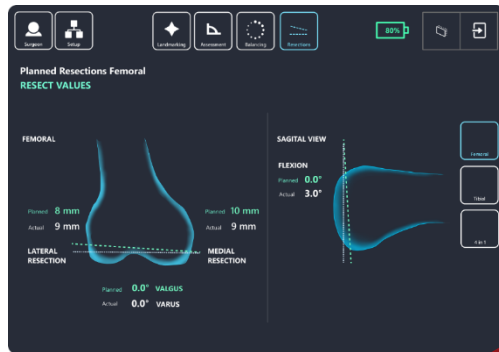 Surgeon Setup Landmarking Assessment Balancing Resections 80%
Planned Resections Femoral
RESECT VALUES
FEMORAL
Planned 8 mm
Actual 9 mm
LATERAL
RESECTION
Planned 10 mm
Actual 9 mm
MEDIAL
RESECTION
Planned 0.0° VALGUS
Actual 0.0° VARUS
SAGITAL VIEW
FLEXION
Planned 0.0°
Actual 3.0°
Femoral
Tibial
4 in 1